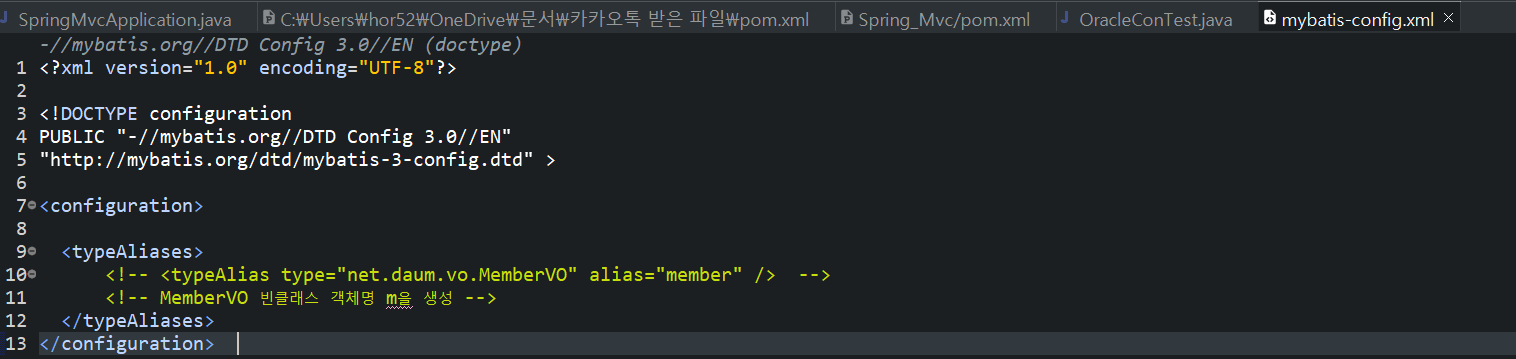 SpringMvcApplication.java C:\Users\hor52\OneDrive\문서\카카오톡 받은 파일\pom.xml Spring_Mvc/pom.xml OracleConTest.java mybatis-config.xml
-//mybatis.org//DTD Config 3.0//EN (doctype)
1 <?xml version="1.0" encoding="UTF-8"?>
2
3 <!DOCTYPE configuration
4 PUBLIC "-//mybatis.org//DTD Config 3.0//EN"
5 "http://mybatis.org/dtd/mybatis-3-config.dtd" >
6
7 <configuration>
8
9 <typeAliases>
10 <!-- <typeAlias type="net.daum.vo.MemberVO" alias="member" /> -->
11 <!-- MemberVO 빈클래스 객체명 m을 생성 -->
12 </typeAliases>
13 </configuration>